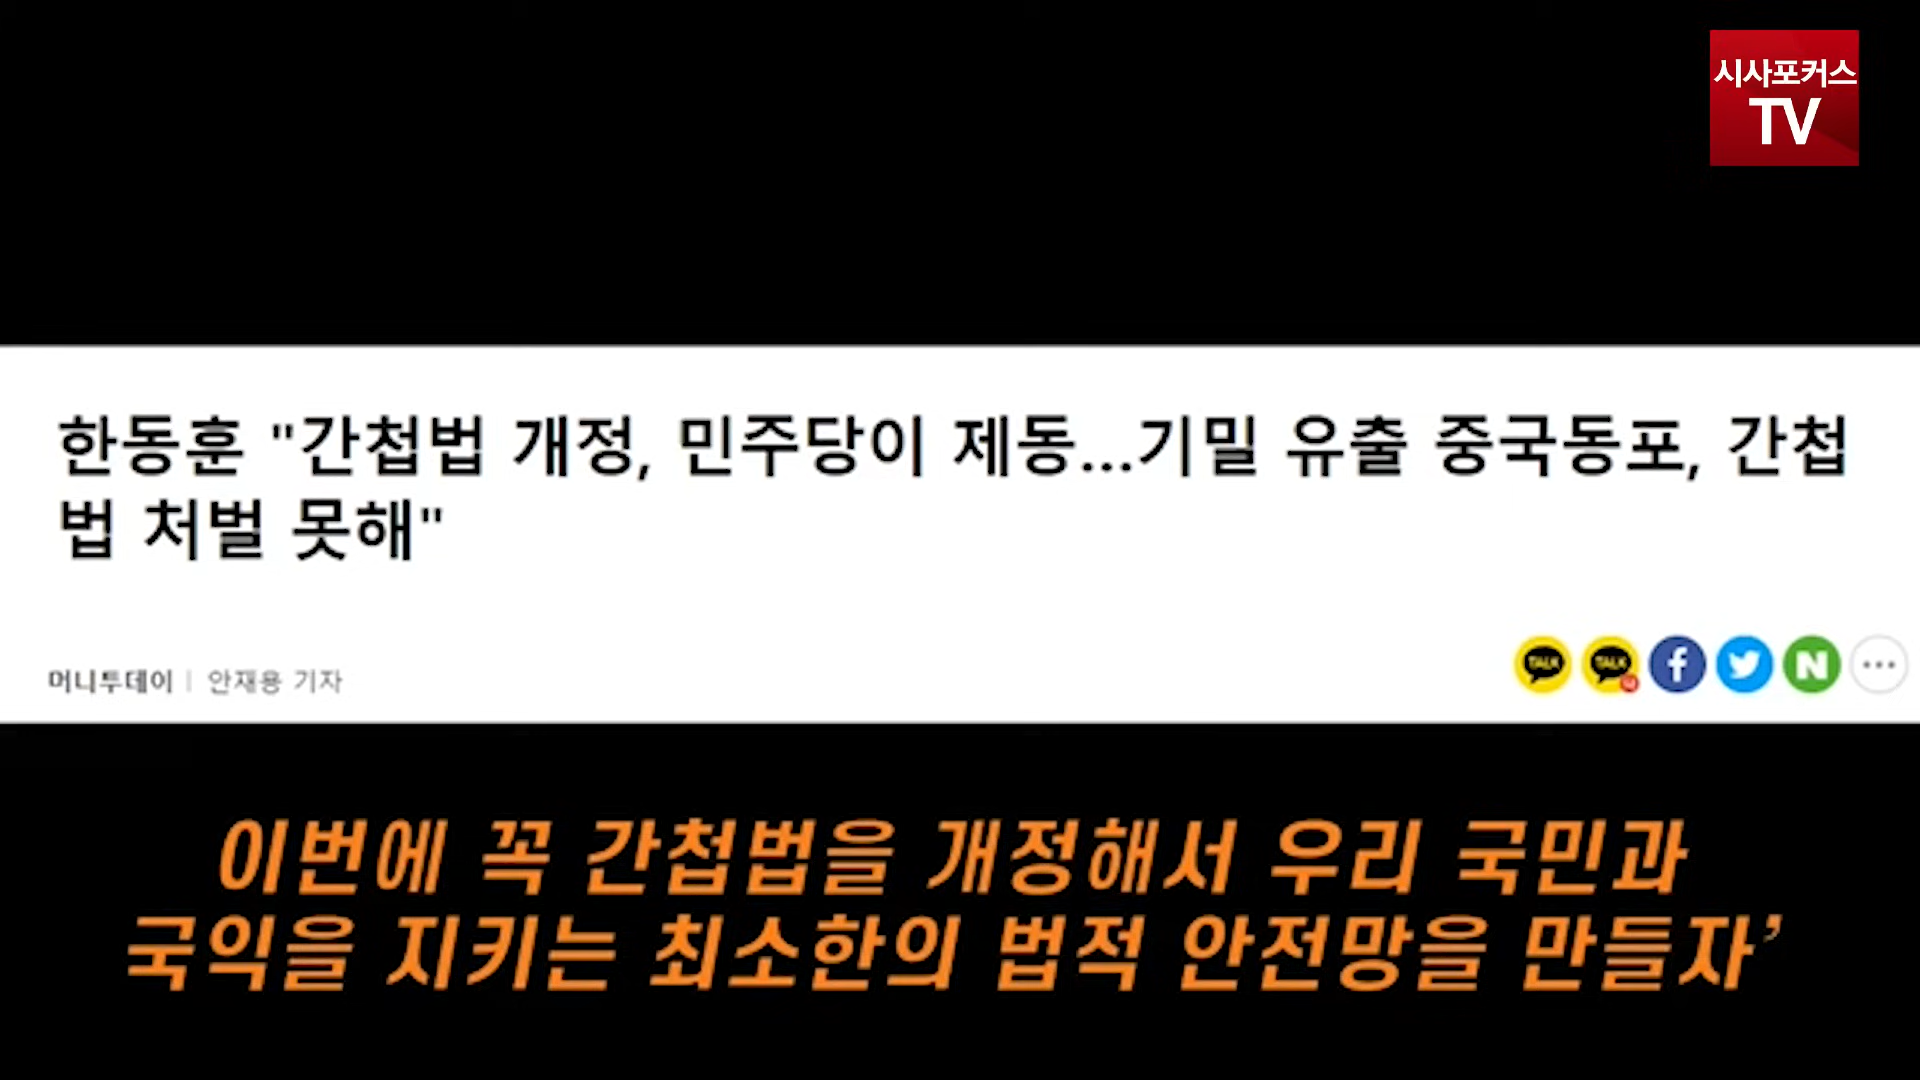 시사포커스
TV
한동훈 "간첩법 개정, 민주당이 제동...기밀 유출 중국동포, 간첩
법 처벌 못해"
머니투데이 | 안재용 기자
TALK TALK f N ...
이번에 꼭 간첩법을 개정해서 우리 국민과
국익을 지키는 최소한의 법적 안전망을 만들자’